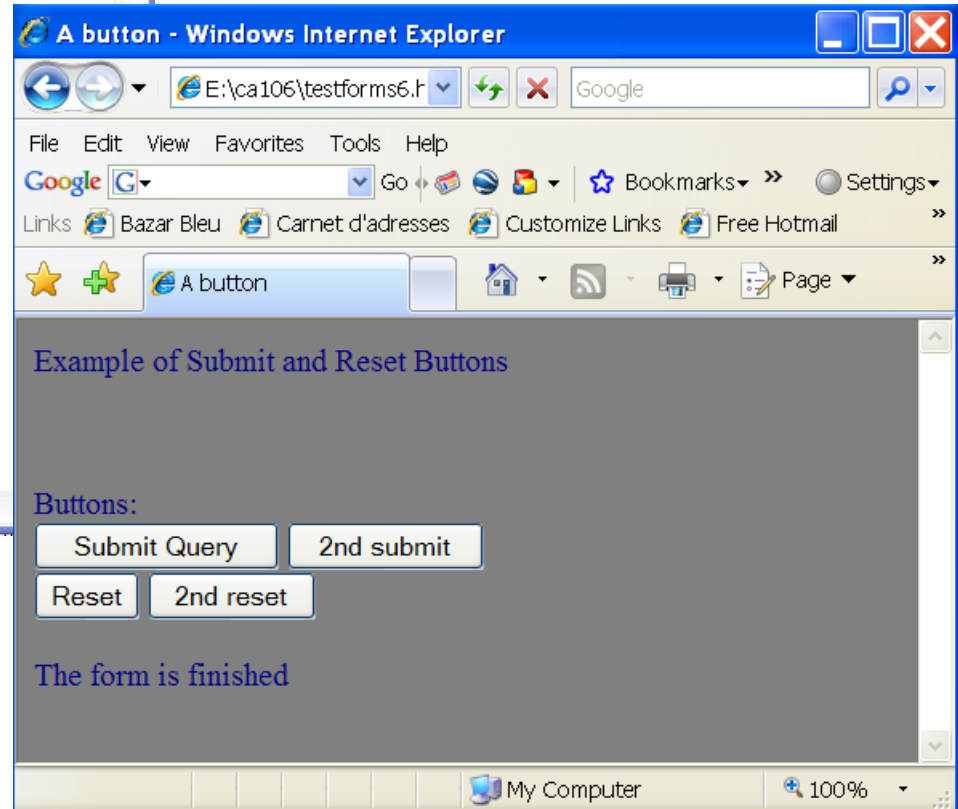 A button - Windows Internet Explorer
E:\ca106\testforms6.h Google
File Edit View Favorites Tools Help
Google G Go Bookmarks Settings
Links Bazar Bleu Carnet d'adresses Customize Links Free Hotmail
A button Page
Example of Submit and Reset Buttons
Buttons:
Submit Query 2nd submit
Reset 2nd reset
The form is finished
My Computer 100%